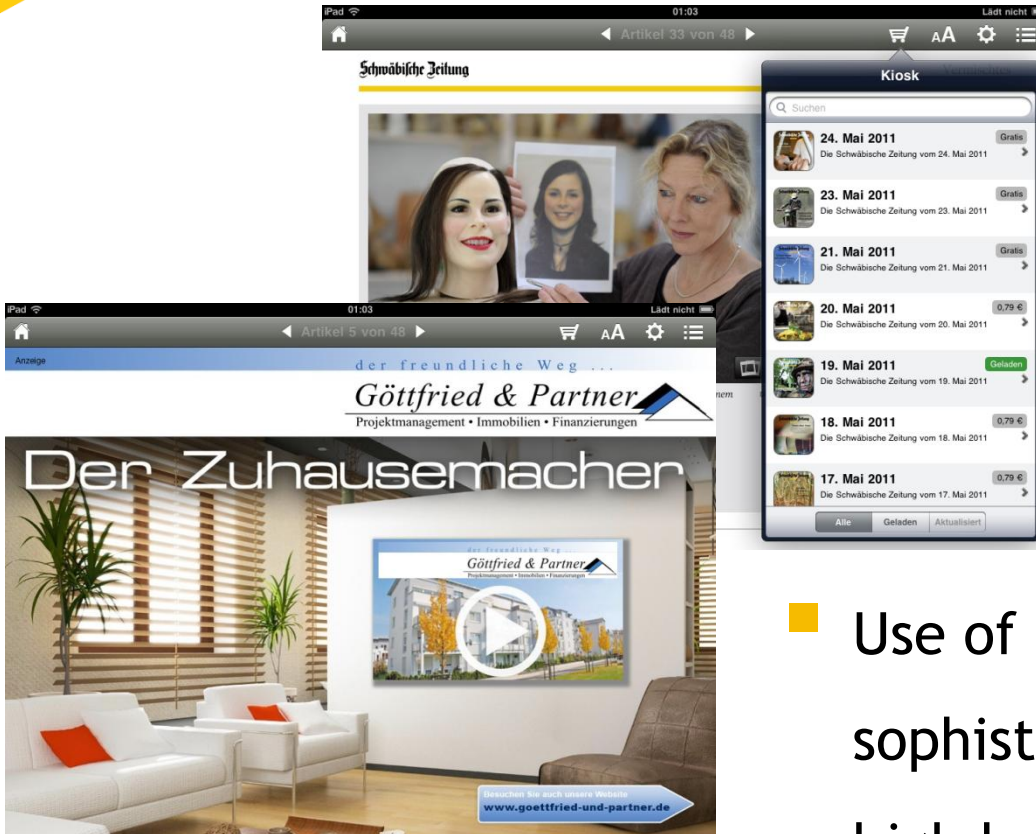 iPad 01:03 Lädt nicht
Artikel 33 von 48 AA
Schwäbische Zeitung
Kiosk
Suchen
24. Mai 2011 Gratis
Die Schwäbische Zeitung vom 24. Mai 2011
23. Mai 2011 Gratis
Die Schwäbische Zeitung vom 23. Mai 2011
21. Mai 2011 Gratis
Die Schwäbische Zeitung vom 21. Mai 2011
20. Mai 2011 0,79 €
Die Schwäbische Zeitung vom 20. Mai 2011
19. Mai 2011 Geladen
Die Schwäbische Zeitung vom 19. Mai 2011
18. Mai 2011 0,79 €
Die Schwäbische Zeitung vom 18. Mai 2011
17. Mai 2011 0,79 €
Die Schwäbische Zeitung vom 17. Mai 2011
Alle Geladen Aktualisiert
iPad 01:03 Lädt nicht
Artikel 5 von 48 AA
Anzeige
der freundliche Weg ...
Göttfried & Partner
Projektmanagement • Immobilien • Finanzierungen
Der Zuhausemacher
der freundliche Weg ...
Göttfried & Partner
Projektmanagement • Immobilien • Finanzierungen
Besuchen Sie auch unsere Website
www.goettfried-und-partner.de
Use of
sophist